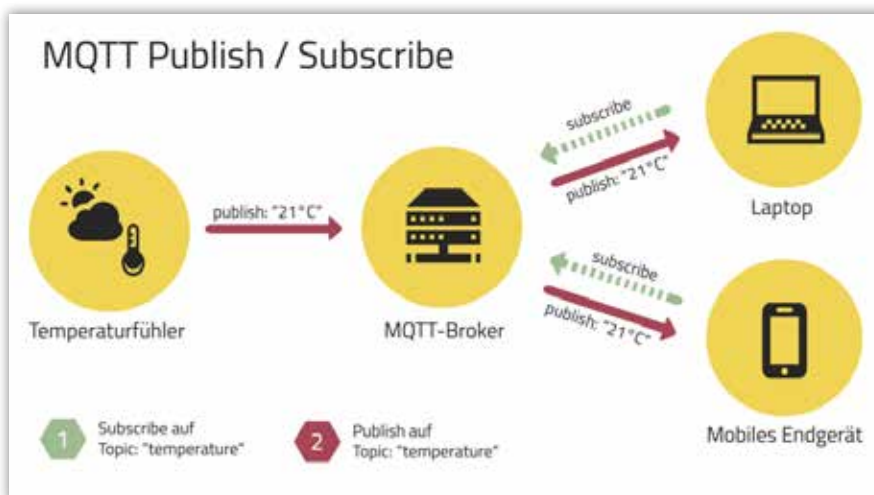 MQTT Publish / Subscribe
subscribe
publish: "21°C"
Laptop
publish: "21°C"
Temperaturfühler
MQTT-Broker
subscribe
publish: "21°C"
Mobiles Endgerät
1
Subscribe auf
Topic: "temperature"
2
Publish auf
Topic: "temperature"